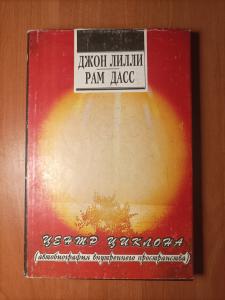 ДЖОН ЛИЛЛИ
РАМ ДАСС
ЦЕНТР ЦИКЛОНА
(автобиография внутреннего пространства)